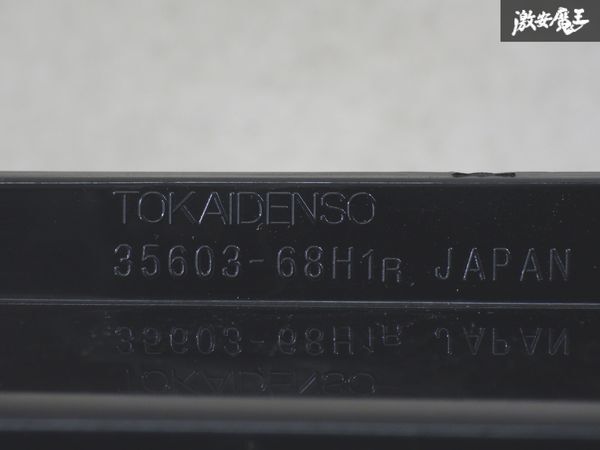 激安魔王
TOKAIDENSO
35603-68H1R JAPAN